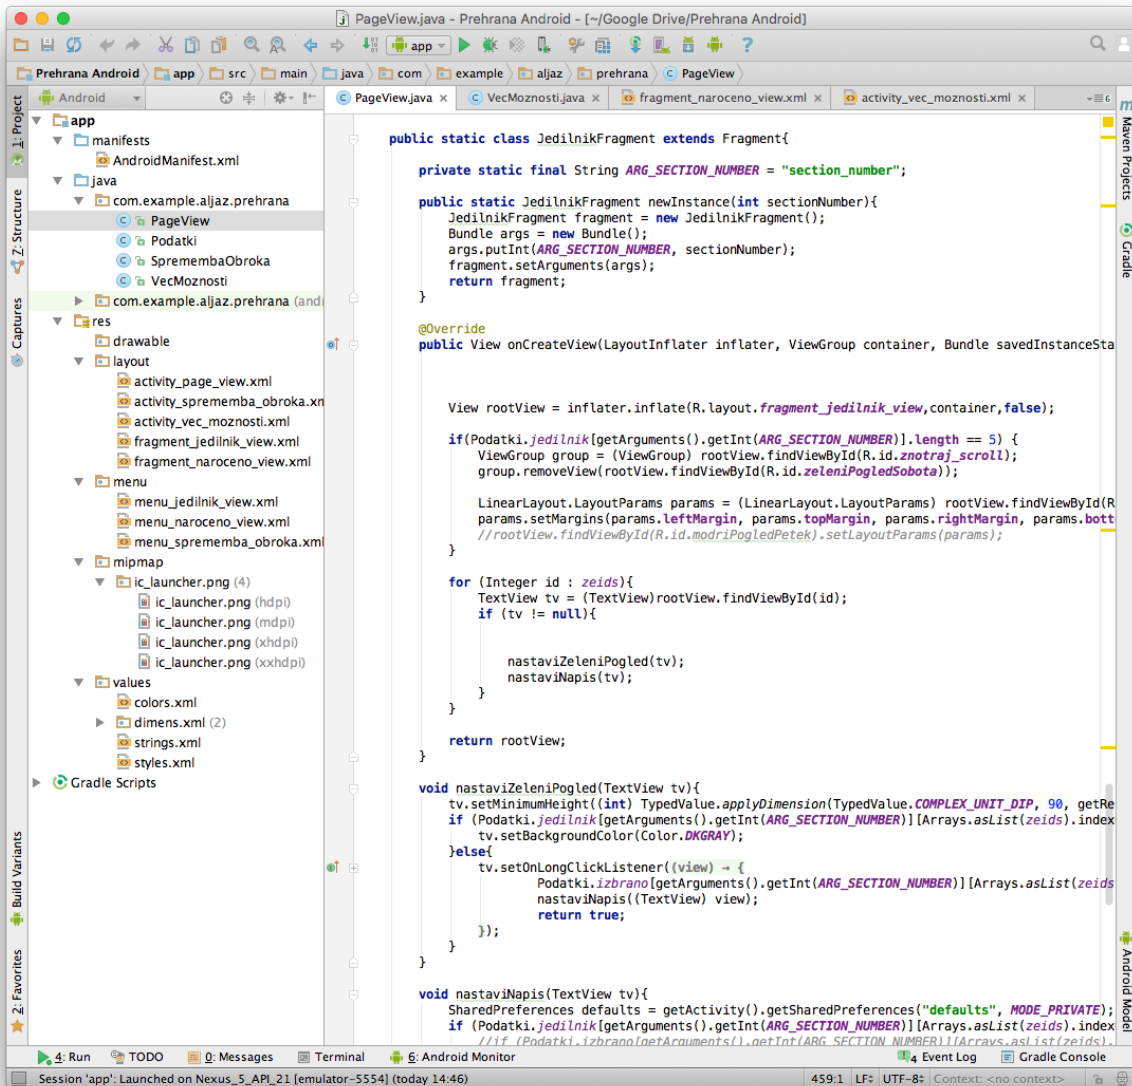 PageView.java - Prehrana Android - [~/Google Drive/Prehrana Android]
app
Prehrana Android app src main java com example aljaz prehrana PageView
1: Project
Z: Structure
Captures
Build Variants
2: Favorites
Android
app
manifests
AndroidManifest.xml
java
com.example.aljaz.prehrana
PageView
Podatki
SpremembaObroka
VecMoznosti
com.example.aljaz.prehrana (andr
res
drawable
layout
activity_page_view.xml
activity_sprememba_obroka.xm
activity_vec_moznosti.xml
fragment_jedilnik_view.xml
fragment_naroceno_view.xml
menu
menu_jedilnik_view.xml
menu_naroceno_view.xml
menu_sprememba_obroka.xml
mipmap
ic_launcher.png (4)
ic_launcher.png (hdpi)
ic_launcher.png (mdpi)
ic_launcher.png (xhdpi)
ic_launcher.png (xxhdpi)
values
colors.xml
dimens.xml (2)
strings.xml
styles.xml
Gradle Scripts
PageView.java × VecMoznosti.java × fragment_naroceno_view.xml × activity_vec_moznosti.xml × 6
public static class JedilnikFragment extends Fragment{
private static final String ARG_SECTION_NUMBER = "section_number";
public static JedilnikFragment newInstance(int sectionNumber){
JedilnikFragment fragment = new JedilnikFragment();
Bundle args = new Bundle();
args.putInt(ARG_SECTION_NUMBER, sectionNumber);
fragment.setArguments(args);
return fragment;
}
@Override
public View onCreateView(LayoutInflater inflater, ViewGroup container, Bundle savedInstanceSta
View rootView = inflater.inflate(R.layout.fragment_jedilnik_view,container,false);
if(Podatki.jedilnik[getArguments().getInt(ARG_SECTION_NUMBER)].length == 5) {
ViewGroup group = (ViewGroup) rootView.findViewById(R.id.znotraj_scroll);
group.removeView(rootView.findViewById(R.id.zeleniPogledSobota));
LinearLayout.LayoutParams params = (LinearLayout.LayoutParams) rootView.findViewById(R
params.setMargins(params.leftMargin, params.topMargin, params.rightMargin, params.bott
//rootView.findViewById(R.id.modriPogledPetek).setLayoutParams(params);
}
for (Integer id : zeids){
TextView tv = (TextView)rootView.findViewById(id);
if (tv != null){
nastaviZeleniPogled(tv);
nastaviNapis(tv);
}
}
return rootView;
}
void nastaviZeleniPogled(TextView tv){
tv.setMinimumHeight((int) TypedValue.applyDimension(TypedValue.COMPLEX_UNIT_DIP, 90, getRe
if (Podatki.jedilnik[getArguments().getInt(ARG_SECTION_NUMBER)][Arrays.asList(zeids).index
tv.setBackgroundColor(Color.DKGRAY);
}else{
tv.setOnLongClickListener((view) → {
Podatki.izbrano[getArguments().getInt(ARG_SECTION_NUMBER)][Arrays.asList(zeids
nastaviNapis((TextView) view);
return true;
});
}
}
void nastaviNapis(TextView tv){
SharedPreferences defaults = getActivity().getSharedPreferences("defaults", MODE_PRIVATE);
if (Podatki.jedilnik[getArguments().getInt(ARG_SECTION_NUMBER)][Arrays.asList(zeids).index
//if (Podatki.izbrano[getArguments().getInt(ARG_SECTION_NUMBER)][Arrays.asList(zeids).
Maven Projects
Gradle
Android Model
4: Run TODO 0: Messages Terminal 6: Android Monitor 4 Event Log Gradle Console
Session 'app': Launched on Nexus_5_API_21 [emulator-5554] (today 14:46) 459:1 LF÷ UTF-8÷ Context: <no context>